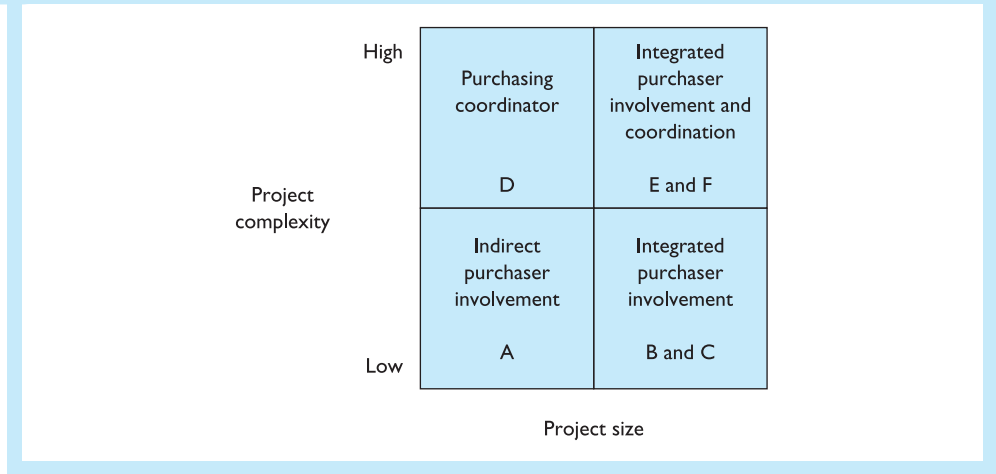 High
Purchasing
coordinator
D
Integrated
purchaser
involvement and
coordination
E and F
Project
complexity
Indirect
purchaser
involvement
A
Integrated
purchaser
involvement
B and C
Low
Project size